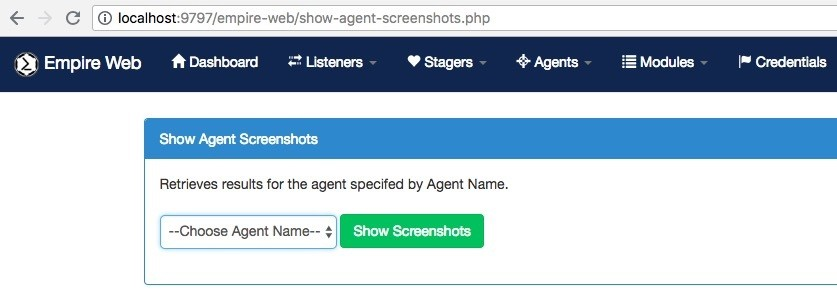 localhost:9797/empire-web/show-agent-screenshots.php
Empire Web Dashboard Listeners Stagers Agents Modules Credentials
Show Agent Screenshots
Retrieves results for the agent specifed by Agent Name.
--Choose Agent Name-- Show Screenshots